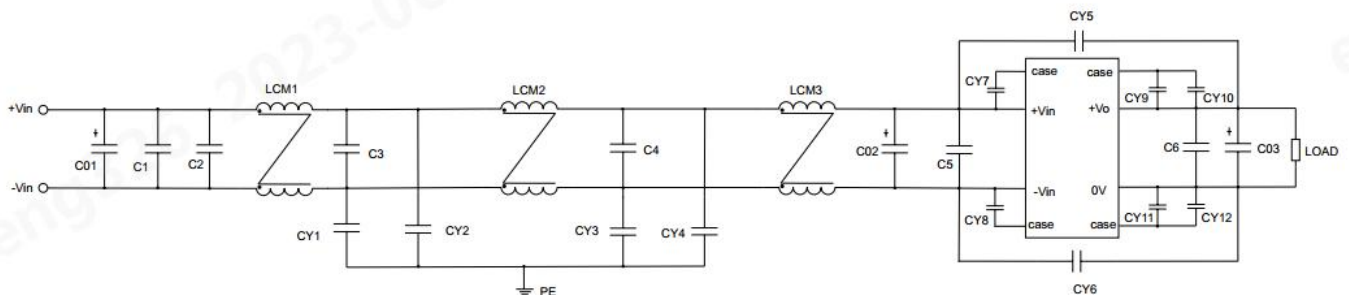 CY5
LCM1
LCM2
LCM3
CY7
case
case
CY9
CY10
+Vin
+Vin
+Vo
+
C01
C1
C2
C3
C4
+
C02
C5
C6
+
C03
LOAD
-Vin
-Vin
0V
CY8
case
case
CY11
CY12
CY1
CY2
CY3
CY4
PE
CY6